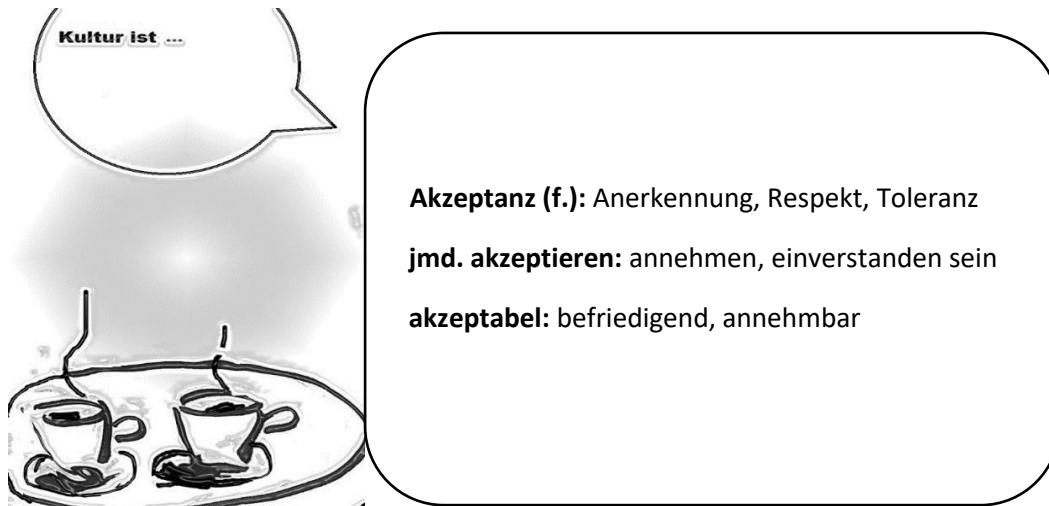 Kultur ist ...
Akzeptanz (f.): Anerkennung, Respekt, Toleranz
jmd. akzeptieren: annehmen, einverstanden sein
akzeptabel: befriedigend, annehmbar